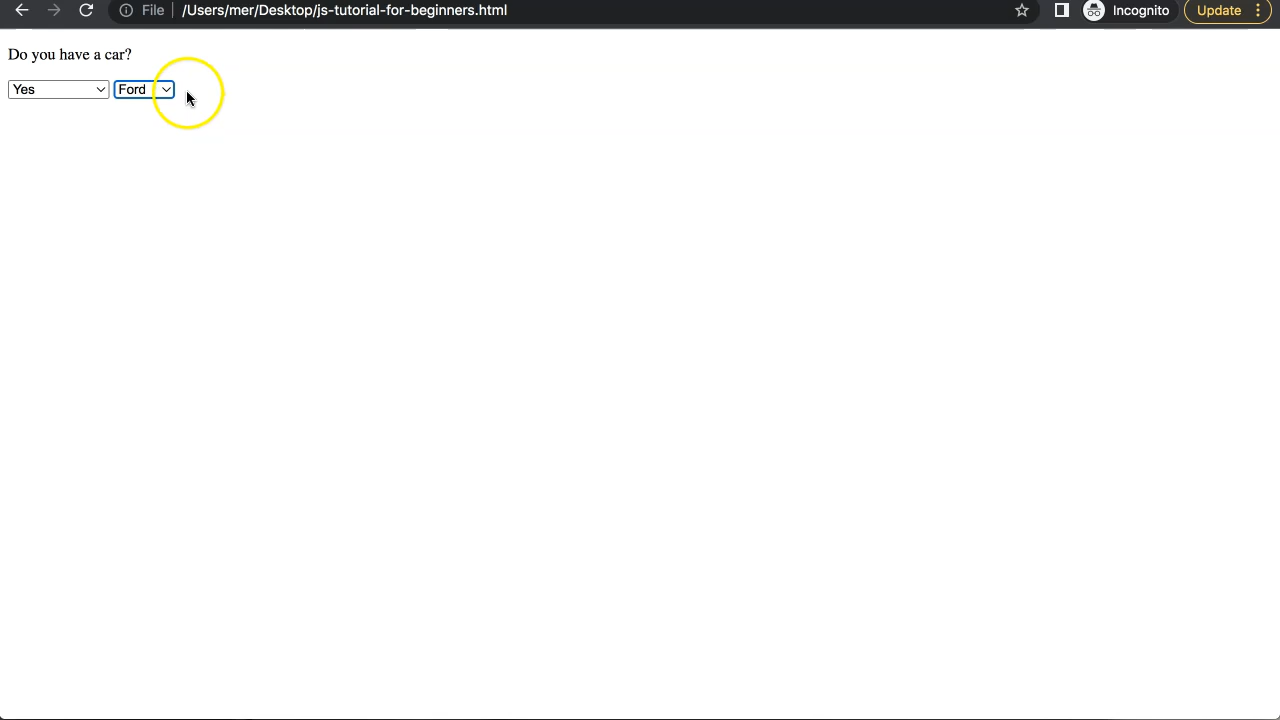 File /Users/mer/Desktop/js-tutorial-for-beginners.html Incognito Update
Do you have a car?
Yes Ford